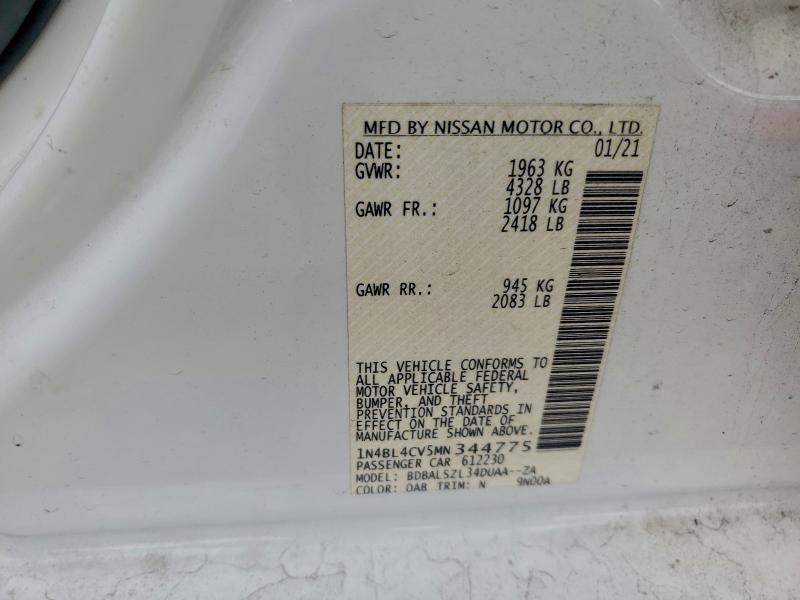 MFD BY NISSAN MOTOR CO., LTD.
DATE: 01/21
GVWR: 1963 KG
4328 LB
GAWR FR.: 1097 KG
2418 LB
GAWR RR.: 945 KG
2083 LB
THIS VEHICLE CONFORMS TO
ALL APPLICABLE FEDERAL
MOTOR VEHICLE SAFETY,
BUMPER, AND THEFT
PREVENTION STANDARDS IN
EFFECT ON THE DATE OF
MANUFACTURE SHOWN ABOVE.
1N4BL4CV5MN344775
PASSENGER CAR 612230
MODEL: BDBALSZL34DUAA--ZA
COLOR: QAB TRIM: N 9N00A